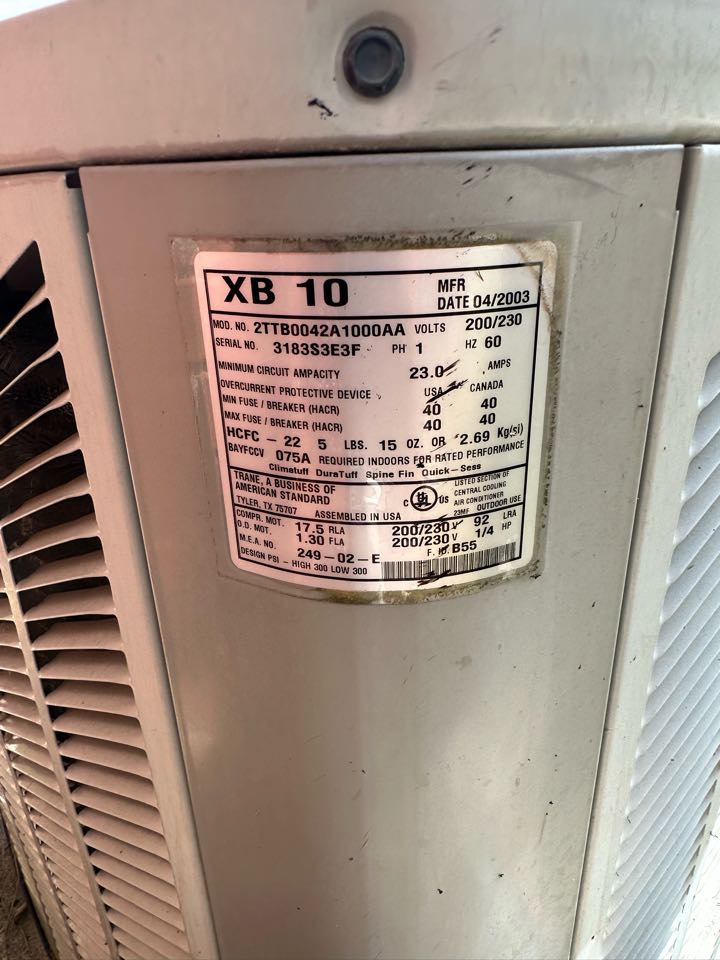 XB 10
MFR
DATE 04/2003
MOD. NO. 2TTB0042A1000AA VOLTS 200/230
SERIAL NO. 3183S3E3F PH 1 HZ 60
MINIMUM CIRCUIT AMPACITY 23.0 AMPS
OVERCURRENT PROTECTIVE DEVICE USA CANADA
MIN FUSE / BREAKER (HACR) 40 40
MAX FUSE / BREAKER (HACR) 40 40
HCFC - 22 5 LBS. 15 OZ. OR 2.69 Kg(si)
BAYFCCV 075A REQUIRED INDOORS FOR RATED PERFORMANCE
Climatuff DuraTuff Spine Fin Quick-Sess
TRANE, A BUSINESS OF
AMERICAN STANDARD
TYLER, TX 75707 ASSEMBLED IN USA
C UL US
LISTED SECTION OF
CENTRAL COOLING
AIR CONDITIONER
23MF OUTDOOR USE
COMPR. MOT. 17.5 RLA 200/230 V 92 LRA
O.D. MOT. 1.30 FLA 200/230 V 1/4 HP
M.E.A. NO. 249-02-E F. ID. B55
DESIGN PSI - HIGH 300 LOW 300